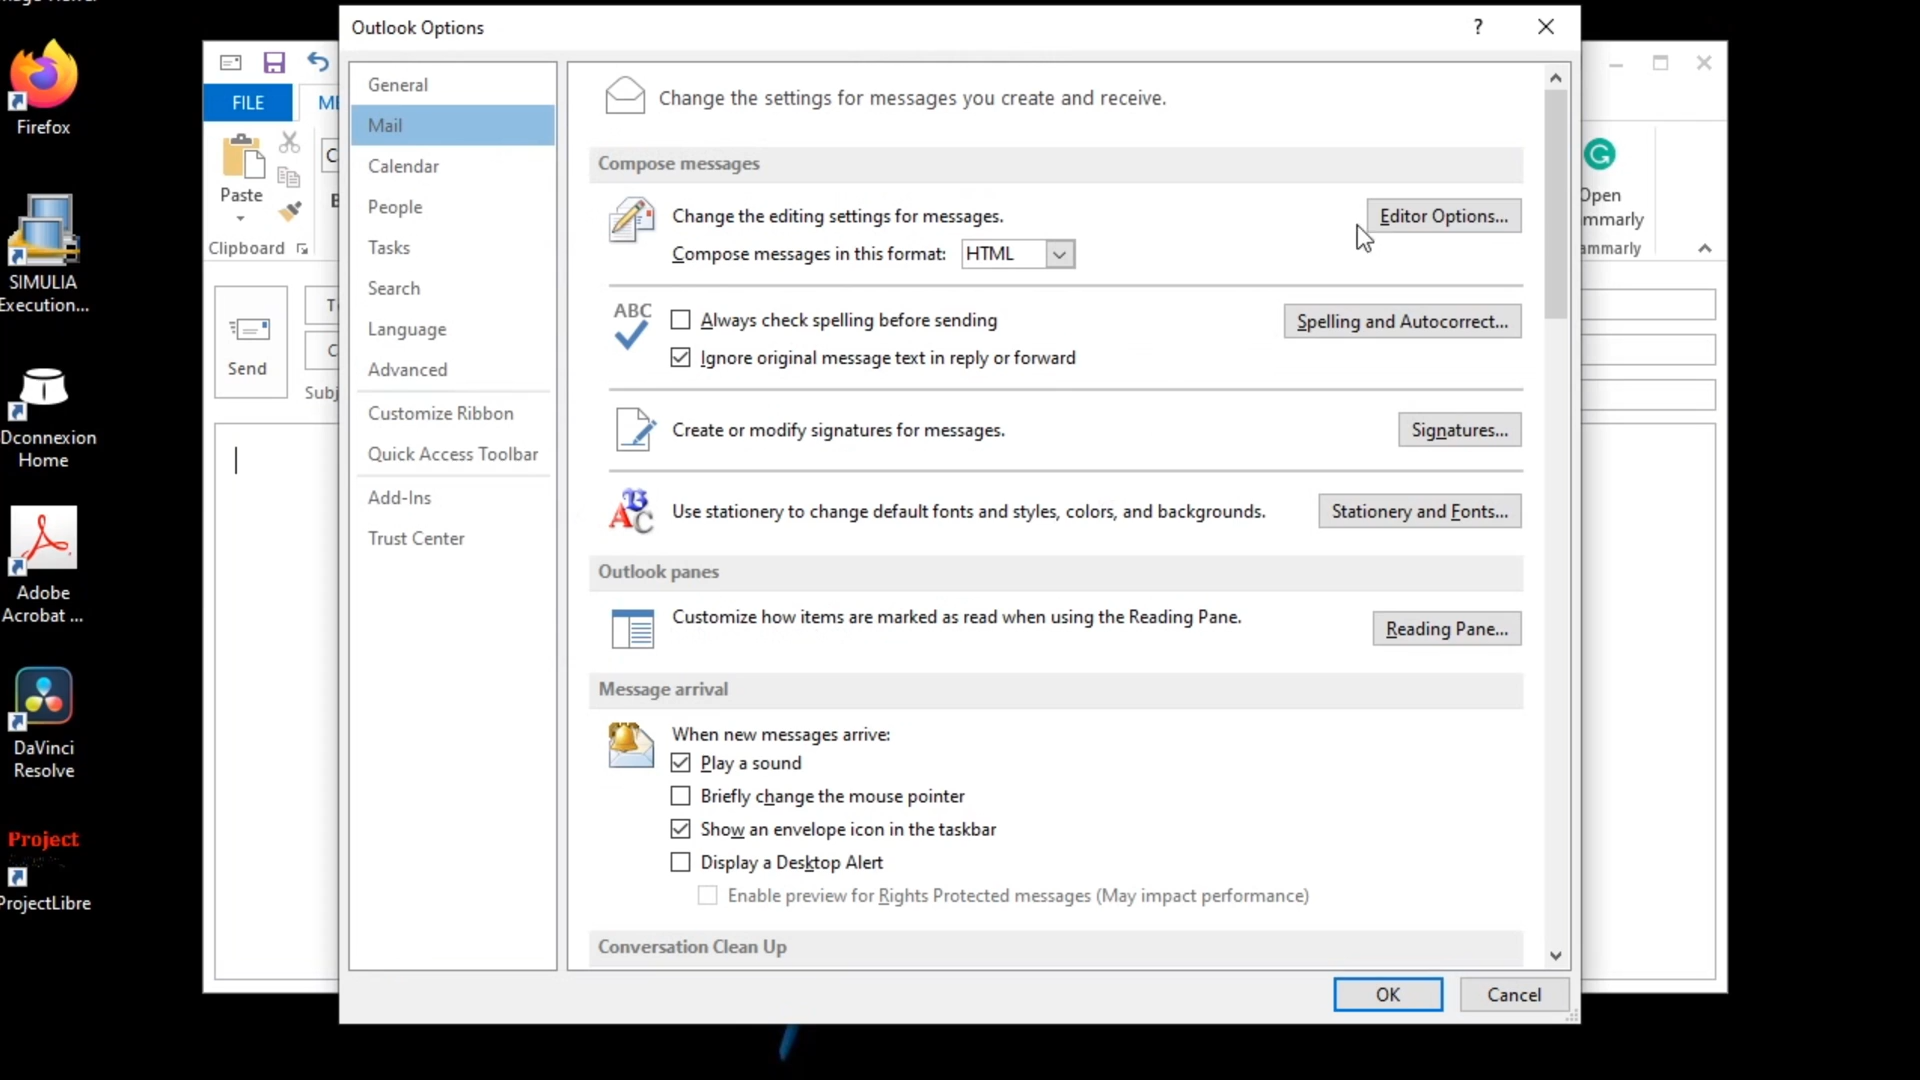 Firefox
SIMULIA
Execution...
Dconnexion
Home
Adobe
Acrobat ...
DaVinci
Resolve
Project
ProjectLibre
FILE
Paste
Clipboard
Send
Outlook Options
?
General
Mail
Calendar
People
Tasks
Search
Language
Advanced
Customize Ribbon
Quick Access Toolbar
Add-Ins
Trust Center
Change the settings for messages you create and receive.
Compose messages
Change the editing settings for messages.
Editor Options...
Compose messages in this format: HTML
ABC
Always check spelling before sending
Spelling and Autocorrect...
Ignore original message text in reply or forward
Create or modify signatures for messages.
Signatures...
Use stationery to change default fonts and styles, colors, and backgrounds.
Stationery and Fonts...
Outlook panes
Customize how items are marked as read when using the Reading Pane.
Reading Pane...
Message arrival
When new messages arrive:
Play a sound
Briefly change the mouse pointer
Show an envelope icon in the taskbar
Display a Desktop Alert
Enable preview for Rights Protected messages (May impact performance)
Conversation Clean Up
OK
Cancel
Open
mmarly
ammarly